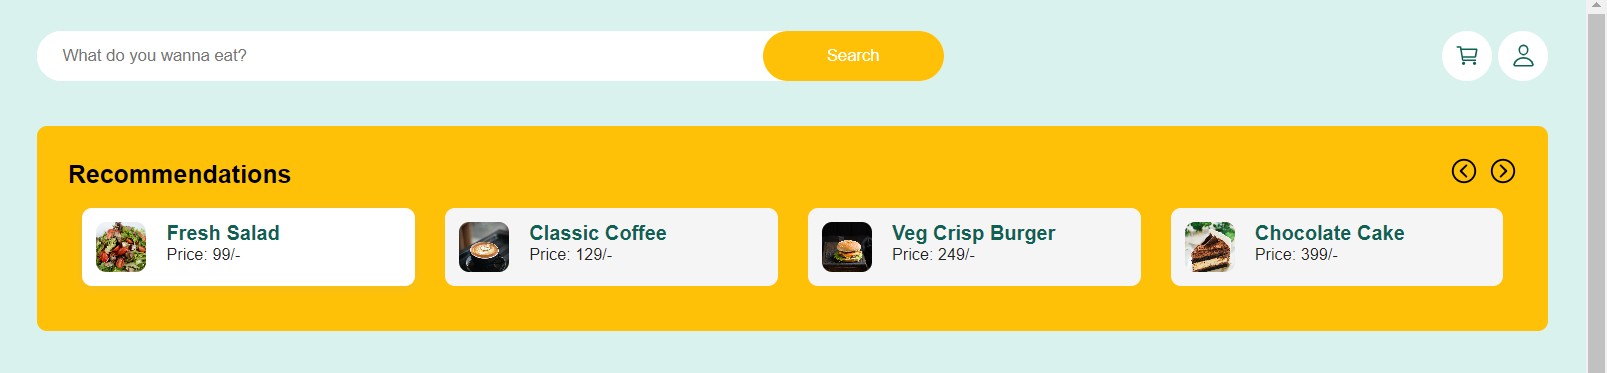 What do you wanna eat?
Search
Recommendations
Fresh Salad
Price: 99/-
Classic Coffee
Price: 129/-
Veg Crisp Burger
Price: 249/-
Chocolate Cake
Price: 399/-